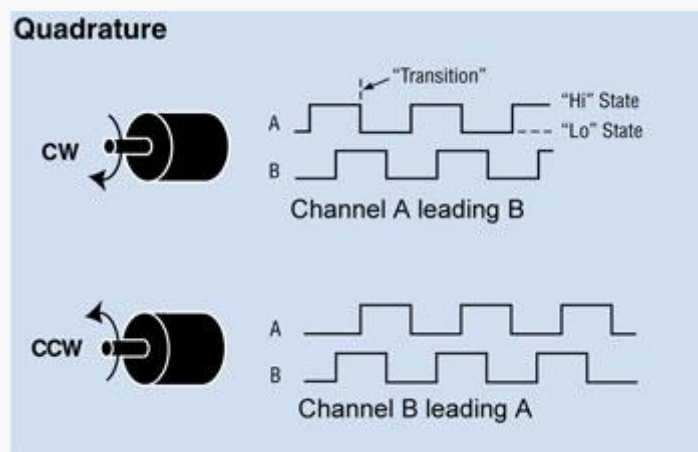 Quadrature
"Transition"
A
"Hi" State
"Lo" State
CW
B
Channel A leading B
A
CCW
B
Channel B leading A